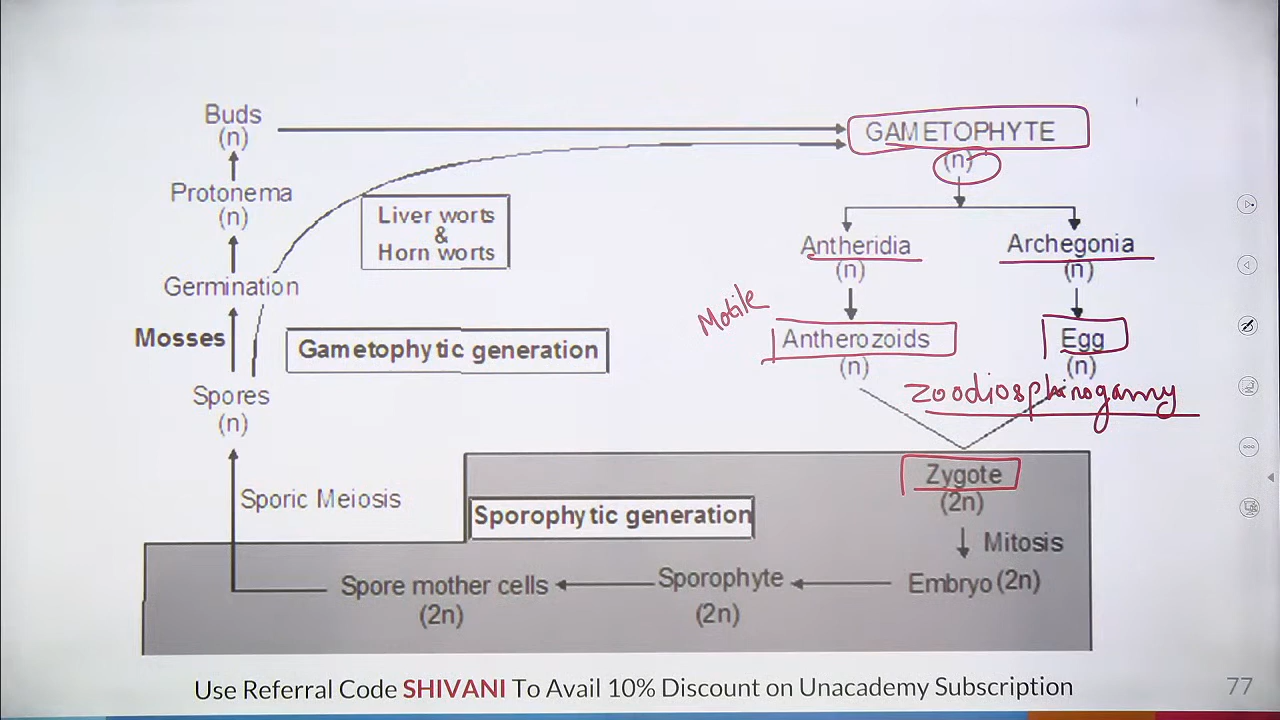 Buds
(n)
GAMETOPHYTE
(n)
Protonema
(n)
Liver worts
&
Horn worts
Antheridia
(n)
Archegonia
(n)
Germination
Motile
Mosses
Gametophytic generation
Antherozoids
(n)
Egg
(n)
Spores
(n)
Zoodiosphinogamy
Zygote
(2n)
Sporic Meiosis
Sporophytic generation
Mitosis
Spore mother cells
(2n)
Sporophyte
(2n)
Embryo (2n)
Use Referral Code SHIVANI To Avail 10% Discount on Unacademy Subscription
77